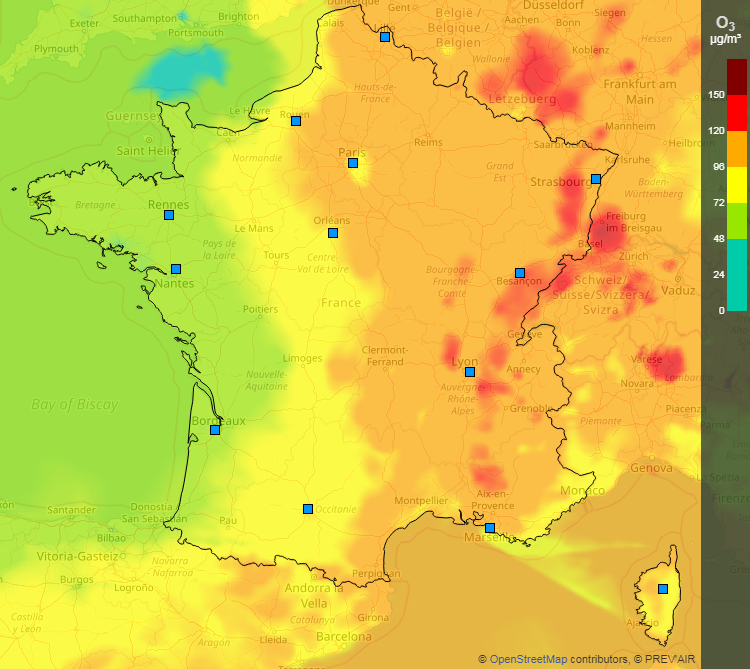 Dunkerque
Gent
Düsseldorf
Exeter
Southampton
Brighton
Calais
Lille
België /
Belgique /
Belgien
Aachen
Bonn
Siegen
Plymouth
Portsmouth
Koblenz
Hessen
Wallonie
O3
µg/m³
Hauts-de-
France
Lëtzebuerg
Frankfurt am
Main
150
Guernsey
Le Havre
Rouen
Mannheim
120
Caen
Saint Helier
Paris
Reims
Saarbrücken
Heilbronn
Normandie
Karlsruhe
Grand
Est
96
Strasbourg
Baden-
Württemberg
Bretagne
Rennes
72
Orléans
Freiburg
im Breisgau
Le Mans
Pays de
la Loire
Basel
48
Tours
Centre-
Val de Loire
Zürich
24
Nantes
Bourgogne
Franche-
Comté
Besançon
Schweiz/
Suisse/Svizzera/
Svizra
Vaduz
France
0
Poitiers
Genève
Limoges
Clermont-
Ferrand
Lyon
Annecy
Varese
Nouvelle-
Aquitaine
Auvergne-
Rhône-
Alpes
Novara
Lombardia
Bay of Biscay
Grenoble
Piacenza
Bordeaux
Piemonte
Parma
Genova
La Spezia
Monaco
Firenze
Santander
Donostia
San Sebastián
Occitanie
Montpellier
Aix-en-
Provence
Pau
Bilbao
Marseille
Vitoria-Gasteiz
Navarra
Nafarroa
Burgos
Logroño
Perpignan
Andorra la
Vella
Castilla
y León
Catalunya
Girona
Ajaccio
Aragón
Lleida
Barcelona
© OpenStreetMap contributors, © PREV'AIR